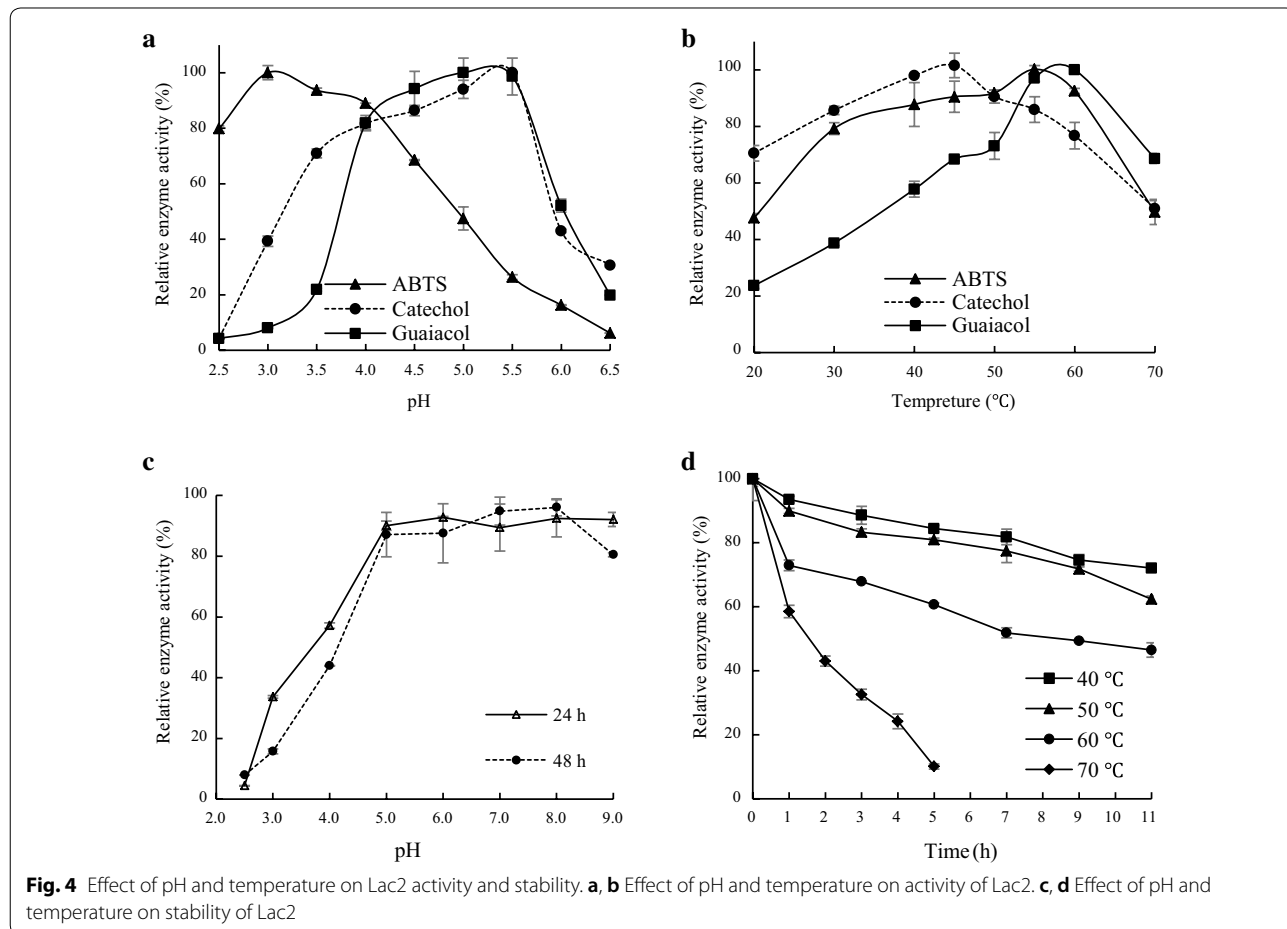 a
Relative enzyme activity (%)
100
80
60
40
20
0
ABTS
Catechol
Guaiacol
2.5 3.0 3.5 4.0 4.5 5.0 5.5 6.0 6.5
pH
b
Relative enzyme activity (%)
100
80
60
40
20
0
ABTS
Catechol
Guaiacol
20 30 40 50 60 70
Tempreture (℃)
c
Relative enzyme activity (%)
100
80
60
40
20
0
24 h
48 h
2.0 3.0 4.0 5.0 6.0 7.0 8.0 9.0
pH
d
Relative enzyme activity (%)
100
80
60
40
20
0
40 ℃
50 ℃
60 ℃
70 ℃
0 1 2 3 4 5 7 8 9 10 11
Time (h)
Fig. 4 Effect of pH and temperature on Lac2 activity and stability. a, b Effect of pH and temperature on activity of Lac2. c, d Effect of pH and
temperature on stability of Lac2